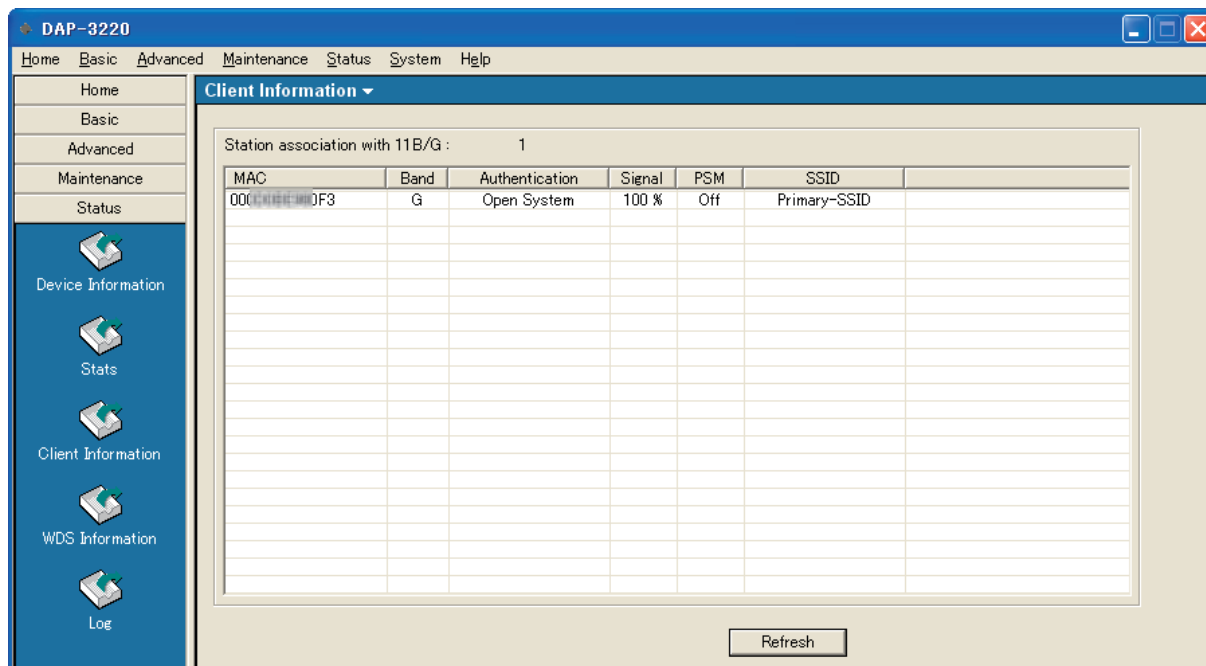 DAP-3220
Home Basic Advanced Maintenance Status System Help
Home
Basic
Advanced
Maintenance
Status
Device Information
Stats
Client Information
WDS Information
Log
Client Information
Station association with 11B/G : 1
MAC Band Authentication Signal PSM SSID
G Open System 100 % Off Primary-SSID
Refresh